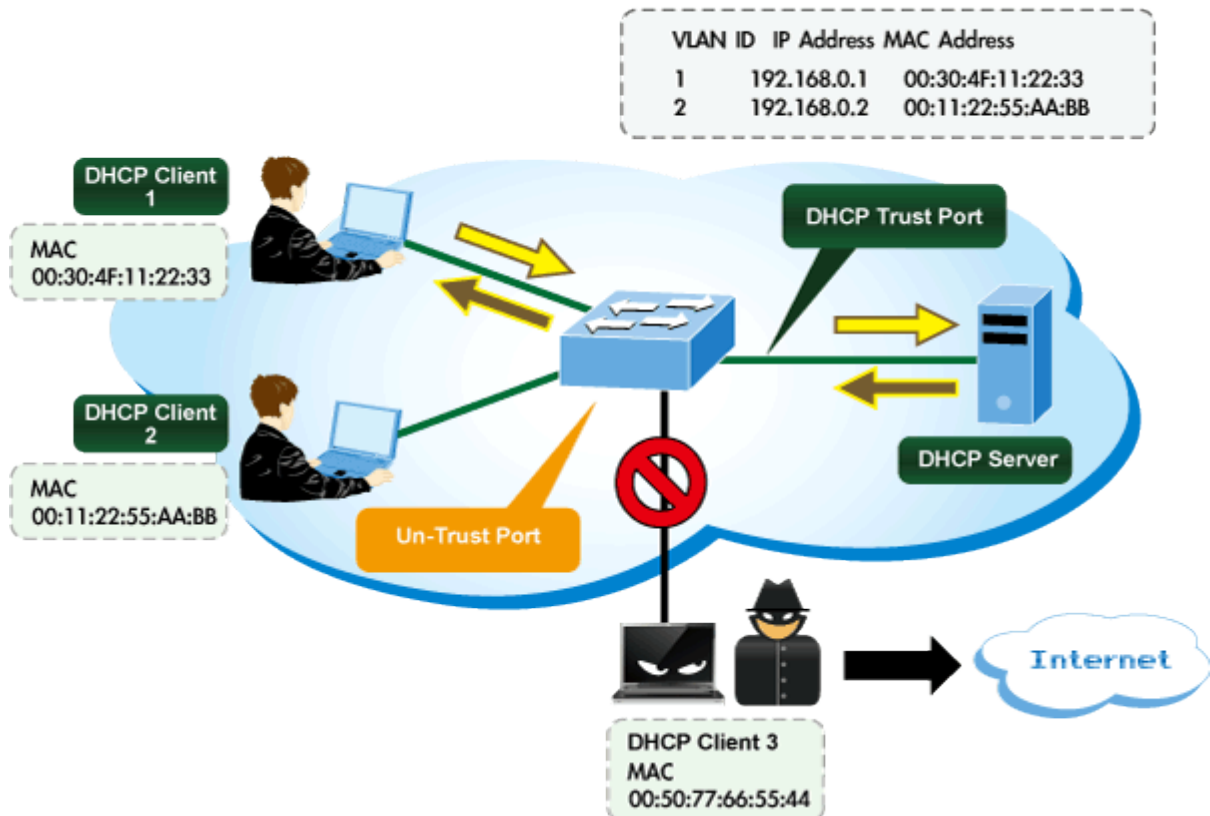 VLAN ID IP Address MAC Address
1 192.168.0.1 00:30:4F:11:22:33
2 192.168.0.2 00:11:22:55:AA:BB
DHCP Client
1
MAC
00:30:4F:11:22:33
DHCP Trust Port
DHCP Client
2
MAC
00:11:22:55:AA:BB
Un-Trust Port
DHCP Server
Internet
DHCP Client 3
MAC
00:50:77:66:55:44